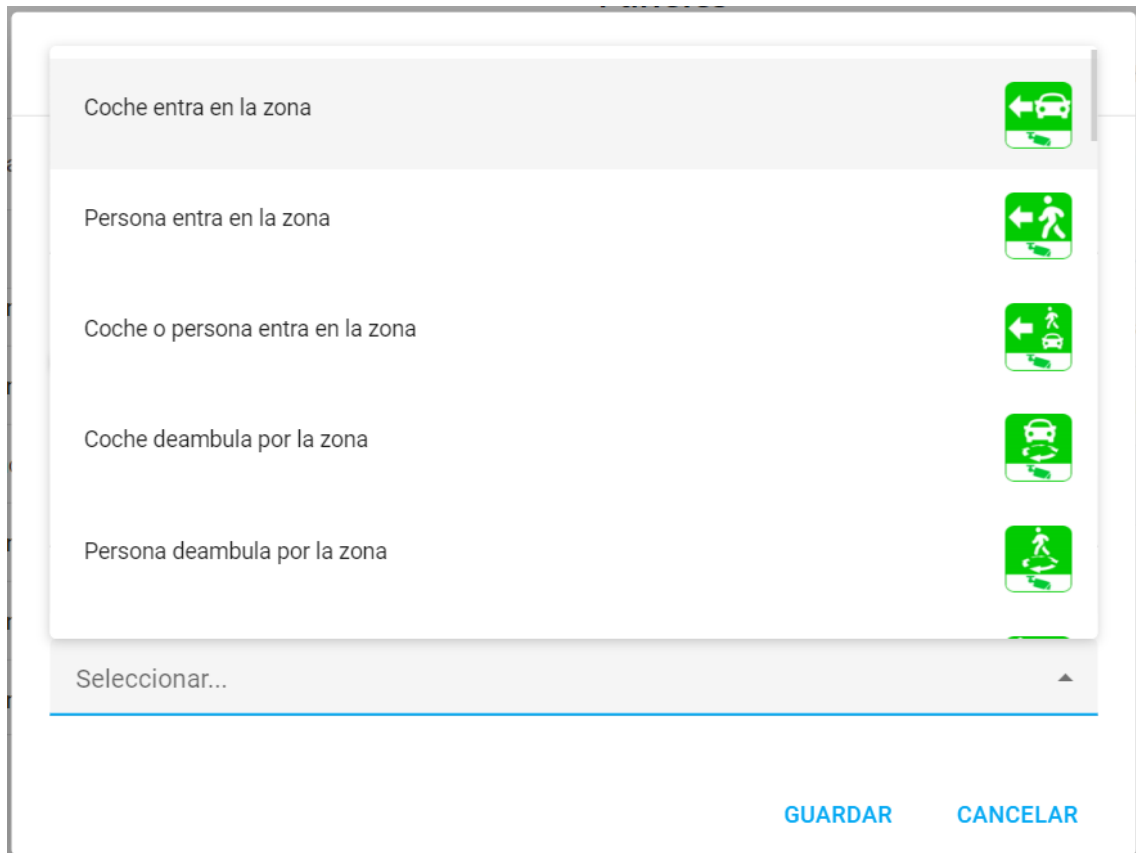 Coche entra en la zona
Persona entra en la zona
Coche o persona entra en la zona
Coche deambula por la zona
Persona deambula por la zona
Seleccionar...
GUARDAR CANCELAR